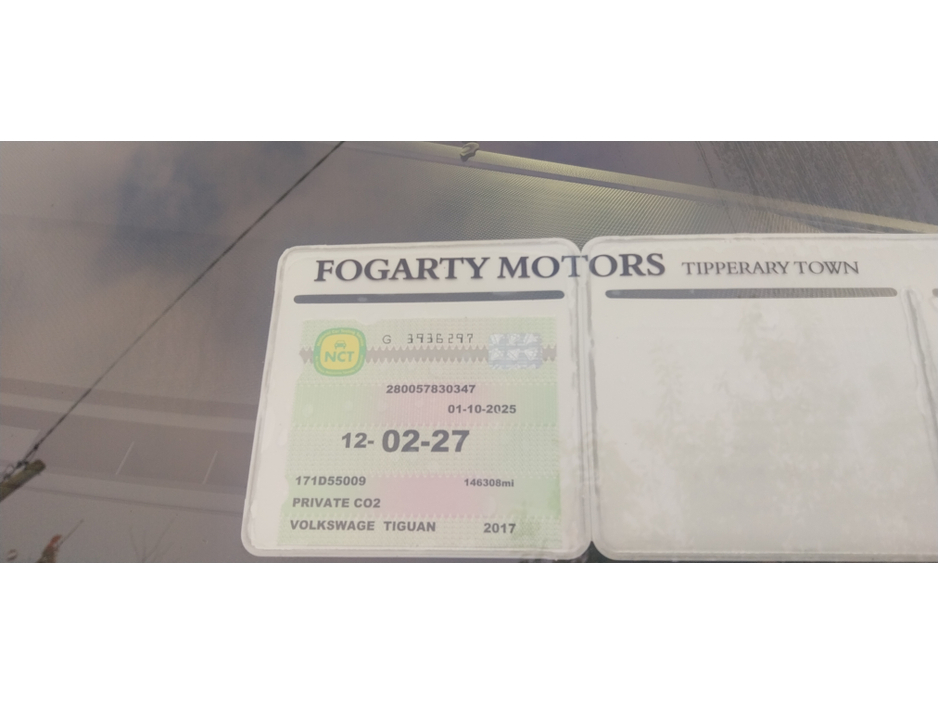 FOGARTY MOTORS TIPPERARY TOWN
NCT
G 3936297
280057830347
01-10-2025
12-02-27
171D55009 146308mi
PRIVATE CO2
VOLKSWAGE TIGUAN 2017